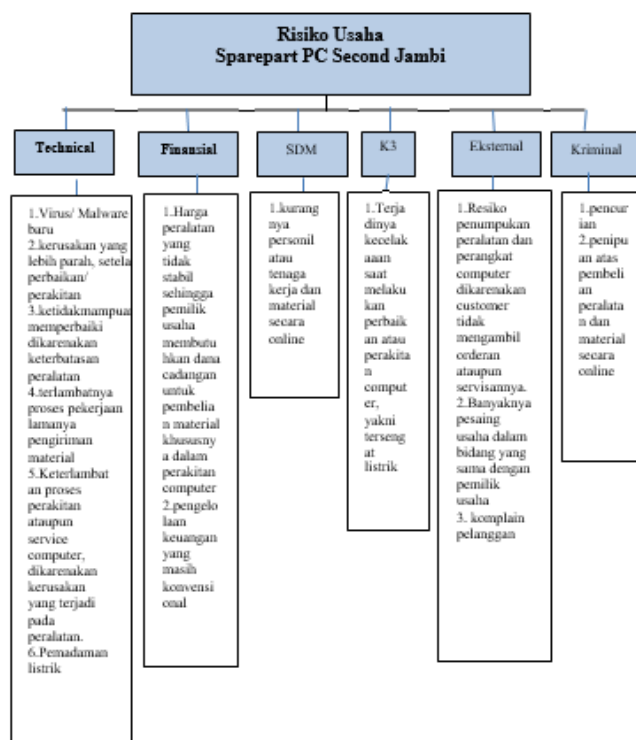 Risiko Usaha
Sparepart PC Second Jambi
Technical
Finansial
SDM
K3
Eksternal
Kriminal
1.Virus/ Malware
baru
2.kerusakan yang
lebih parah, setela
perbaikan/
perakitan
3.ketidakmampuan
memperbaiki
dikarenakan
keterbatasan
peralatan
4.terlambatnya
proses pekerjaan
lamanya
pengiriman
material
5.Keterlambat
an proses
perakitan
ataupun
service
computer,
dikarenakan
kerusakan
yang terjadi
pada
peralatan.
6.Pemadaman
listrik
1.Harga
peralatan
yang
tidak
stabil
sehingga
pemilik
usaha
membutu
hkan dana
cadangan
untuk
pembelia
n material
khususny
a dalam
perakitan
computer
2.pengelo
laan
keuangan
yang
masih
konvensi
onal
1.kurang
nya
personil
atau
tenaga
kerja dan
material
secara
online
1.Terja
dinya
kecelak
aaan
saat
melaku
kan
perbaik
an atau
perakita
n
comput
er,
yakni
terseng
at
listrik
1.Resiko
penumpukan
peralatan dan
perangkat
computer
dikarenakan
customer
tidak
mengambil
orderan
ataupun
servisannya.
2.Banyaknya
pesaing
usaha dalam
bidang yang
sama dengan
pemilik
usaha
3. komplain
pelanggan
1.pencur
ian
2.penipu
an atas
pembeli
an
peralata
n dan
material
secara
online